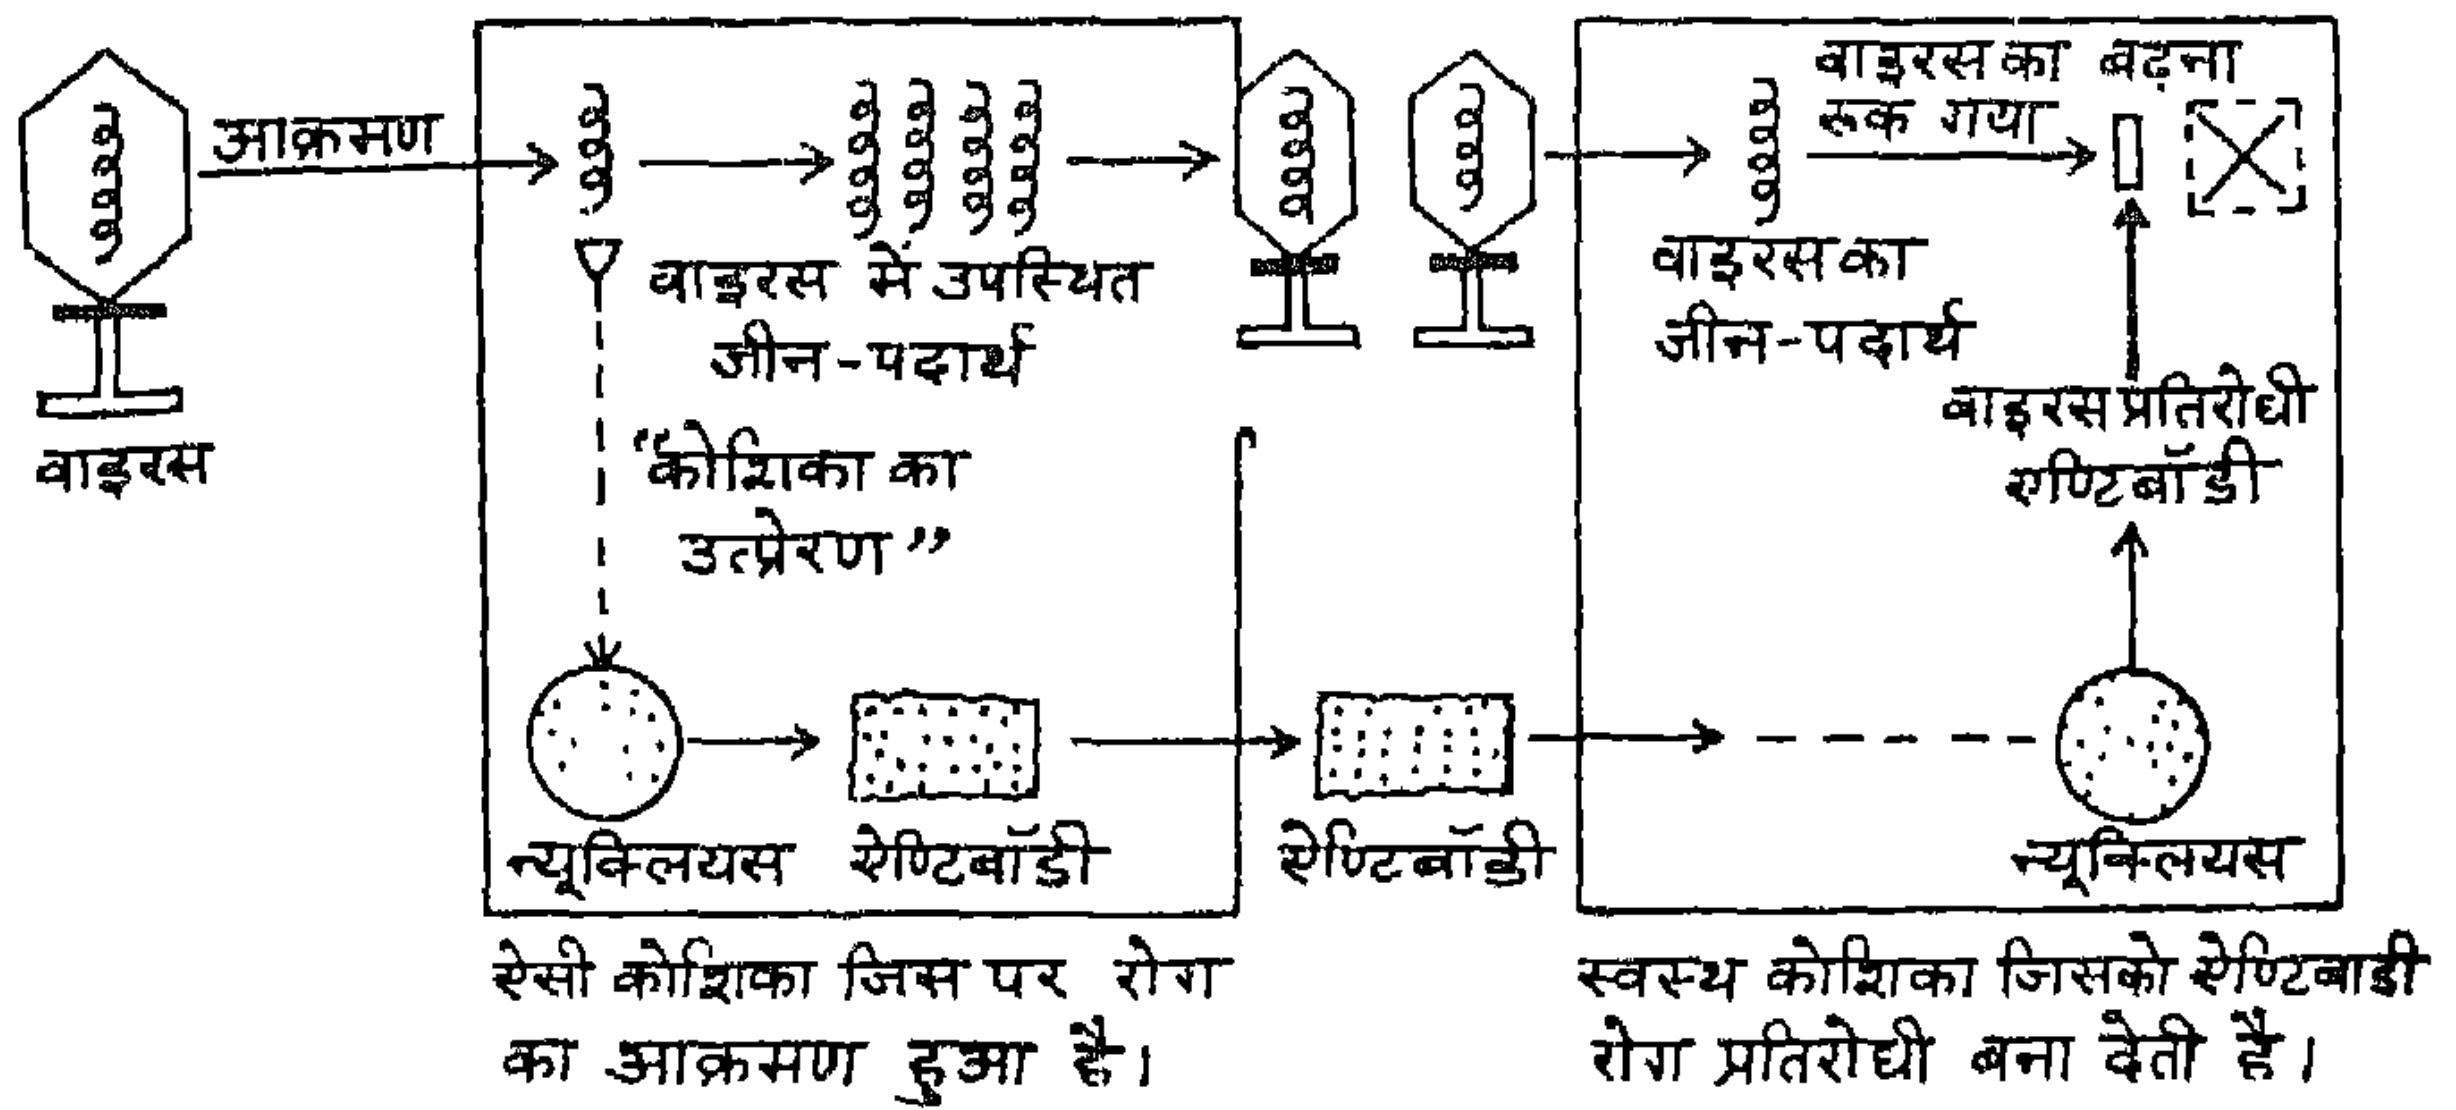 आक्रमण
वाइरस
वाइरस में उपस्थित
जीन-पदार्थ
“कोशिका का
उत्प्रेरण”
न्यूक्लियस
ऐण्टिबॉडी
ऐण्टिबॉडी
वाइरस का बढ़ना
रूक गया
वाइरस का
जीन-पदार्थ
वाइरस प्रतिरोधी
एण्टिबॉडी
न्यूक्लियस
ऐसी कोशिका जिस पर रोग
का आक्रमण हुआ है।
स्वस्थ कोशिका जिसको ऐण्टिबाडी
रोग प्रतिरोधी बना देती है।